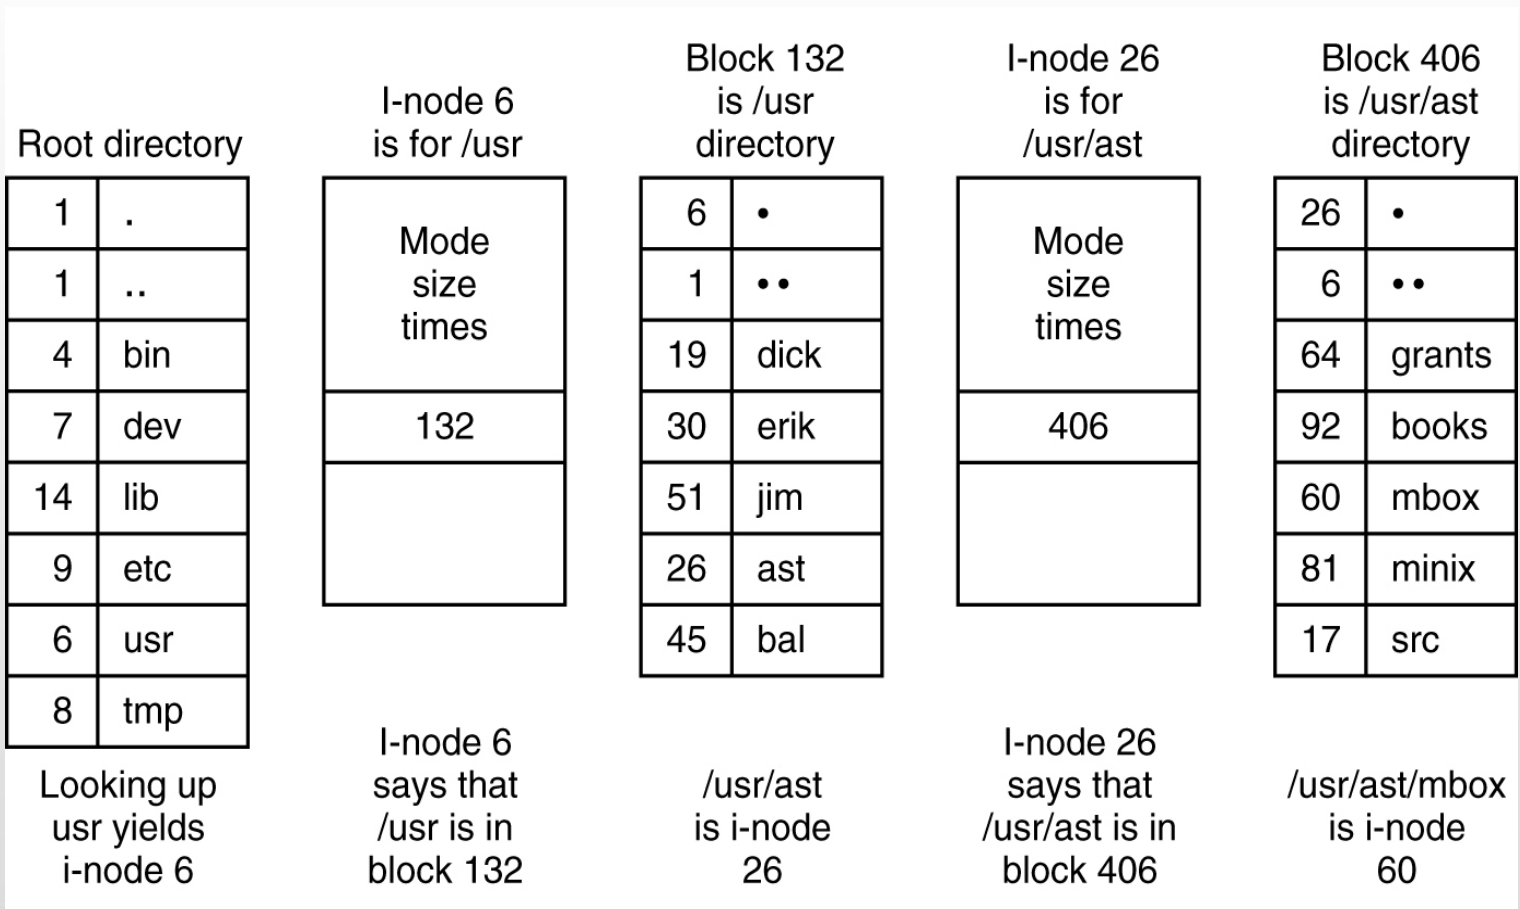 Root directory
1 .
1 ..
4 bin
7 dev
14 lib
9 etc
6 usr
8 tmp
Looking up
usr yields
i-node 6
I-node 6
is for /usr
Mode
size
times
132
I-node 6
says that
/usr is in
block 132
Block 132
is /usr
directory
6 •
1 ••
19 dick
30 erik
51 jim
26 ast
45 bal
/usr/ast
is i-node
26
I-node 26
is for
/usr/ast
Mode
size
times
406
I-node 26
says that
/usr/ast is in
block 406
Block 406
is /usr/ast
directory
26 •
6 ••
64 grants
92 books
60 mbox
81 minix
17 src
/usr/ast/mbox
is i-node
60